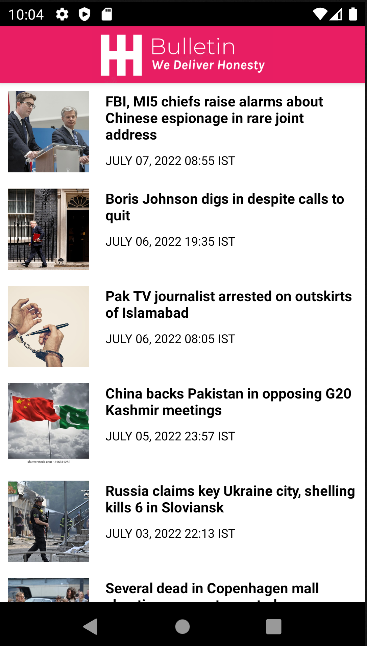 10:04
HH Bulletin
We Deliver Honesty
FBI, MI5 chiefs raise alarms about
Chinese espionage in rare joint
address
JULY 07, 2022 08:55 IST
Boris Johnson digs in despite calls to
quit
JULY 06, 2022 19:35 IST
Pak TV journalist arrested on outskirts
of Islamabad
JULY 06, 2022 08:05 IST
China backs Pakistan in opposing G20
Kashmir meetings
JULY 05, 2022 23:57 IST
Russia claims key Ukraine city, shelling
kills 6 in Sloviansk
JULY 03, 2022 22:13 IST
Several dead in Copenhagen mall